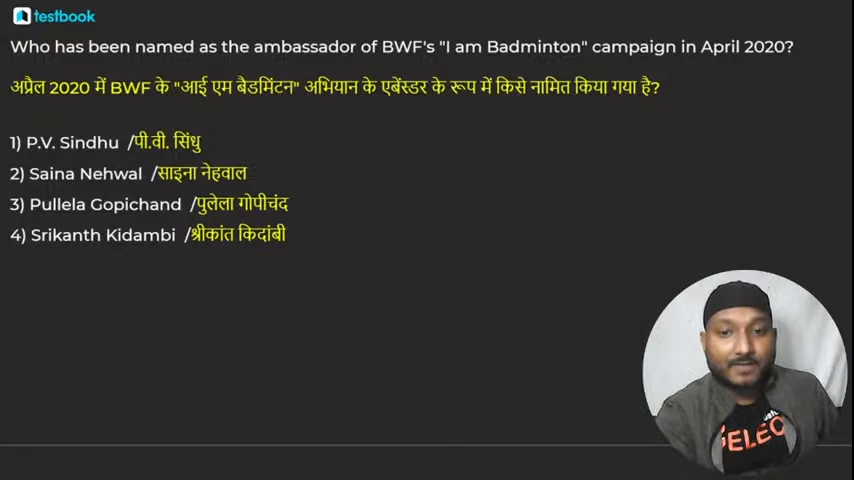 testbook
Who has been named as the ambassador of BWF's "I am Badminton" campaign in April 2020?
अप्रैल 2020 में BWF के "आई एम बैडमिंटन" अभियान के एबेंस्डर के रूप में किसे नामित किया गया है?
1) P.V. Sindhu /पी.वी. सिंधु
2) Saina Nehwal /साइना नेहवाल
3) Pullela Gopichand /पुलेला गोपीचंद
4) Srikanth Kidambi /श्रीकांत किदांबी